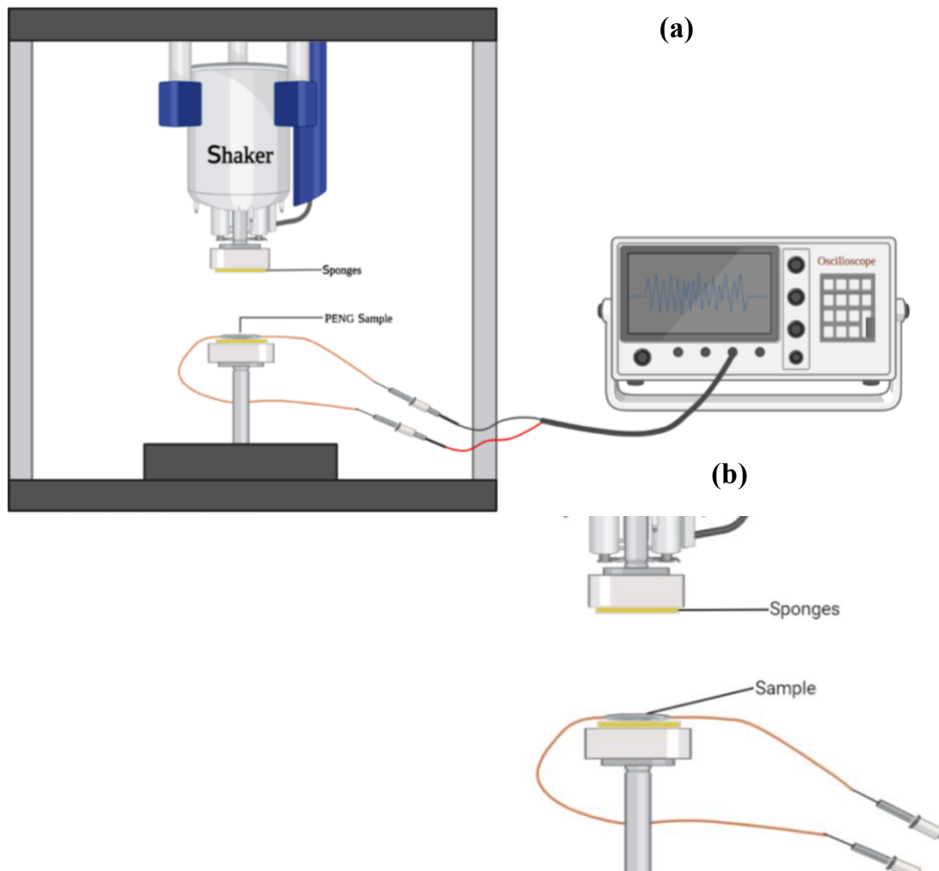 (a)
Shaker
Sponges
PENG Sample
Oscilloscope
(b)
Sponges
Sample